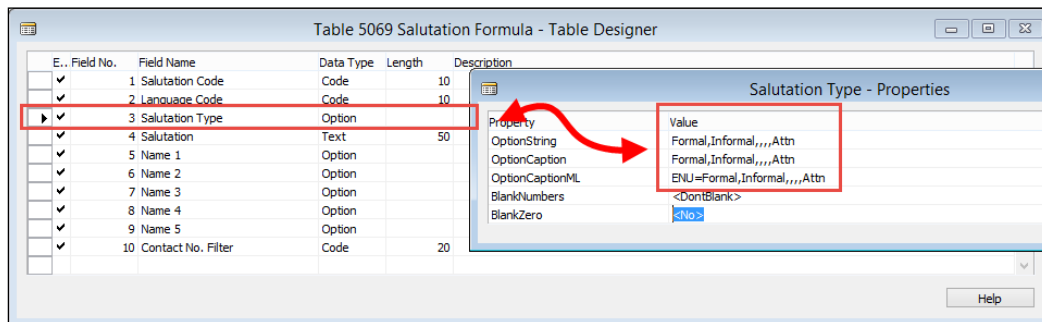 Table 5069 Salutation Formula - Table Designer
E.. Field No. Field Name Data Type Length Description
1 Salutation Code Code 10
2 Language Code Code 10
3 Salutation Type Option
4 Salutation Text 50
5 Name 1 Option
6 Name 2 Option
7 Name 3 Option
8 Name 4 Option
9 Name 5 Option
10 Contact No. Filter Code 20
Salutation Type - Properties
Property Value
OptionString Formal,Informal,,,,Attn
OptionCaption Formal,Informal,,,,Attn
OptionCaptionML ENU=Formal,Informal,,,,Attn
BlankNumbers <DontBlank>
BlankZero <No>
Help